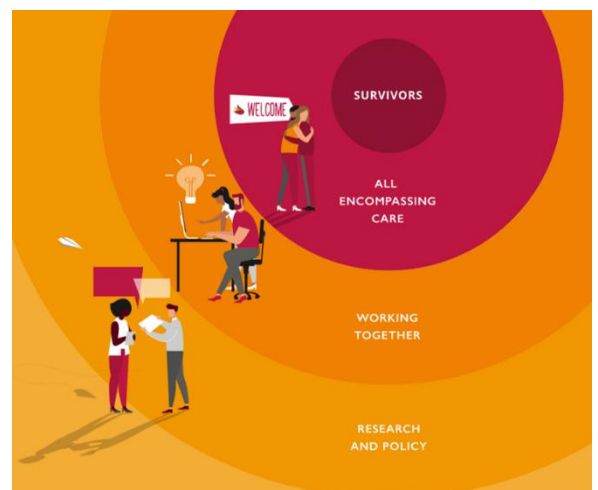 SURVIVORS
WELCOME
ALL
ENCOMPASSING
CARE
WORKING
TOGETHER
RESEARCH
AND POLICY